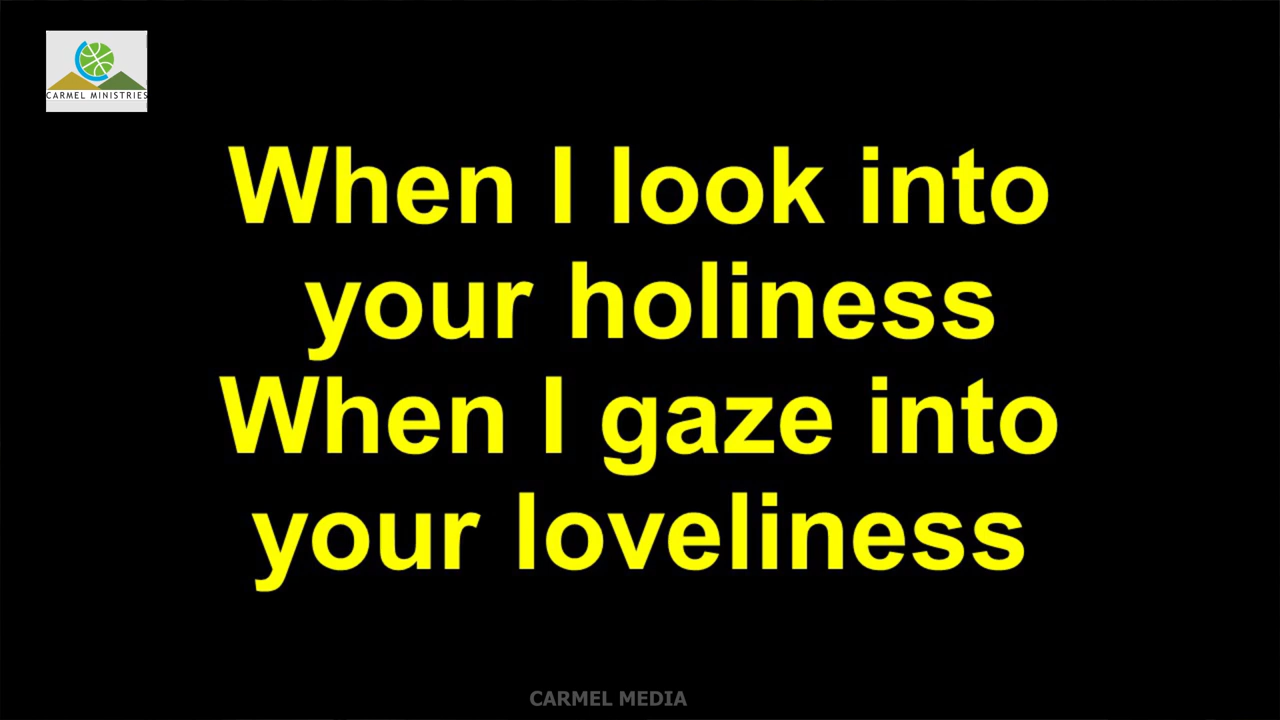 CARMEL MINISTRIES
When I look into
your holiness
When I gaze into
your loveliness
CARMEL MEDIA